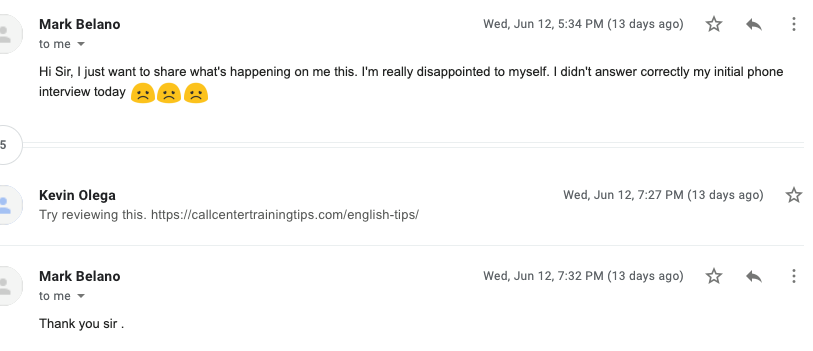 Mark Belano Wed, Jun 12, 5:34 PM (13 days ago)
to me
Hi Sir, I just want to share what's happening on me this. I'm really disappointed to myself. I didn't answer correctly my initial phone
interview today
5
Kevin Olega Wed, Jun 12, 7:27 PM (13 days ago)
Try reviewing this. https://callcentertrainingtips.com/english-tips/
Mark Belano Wed, Jun 12, 7:32 PM (13 days ago)
to me
Thank you sir .